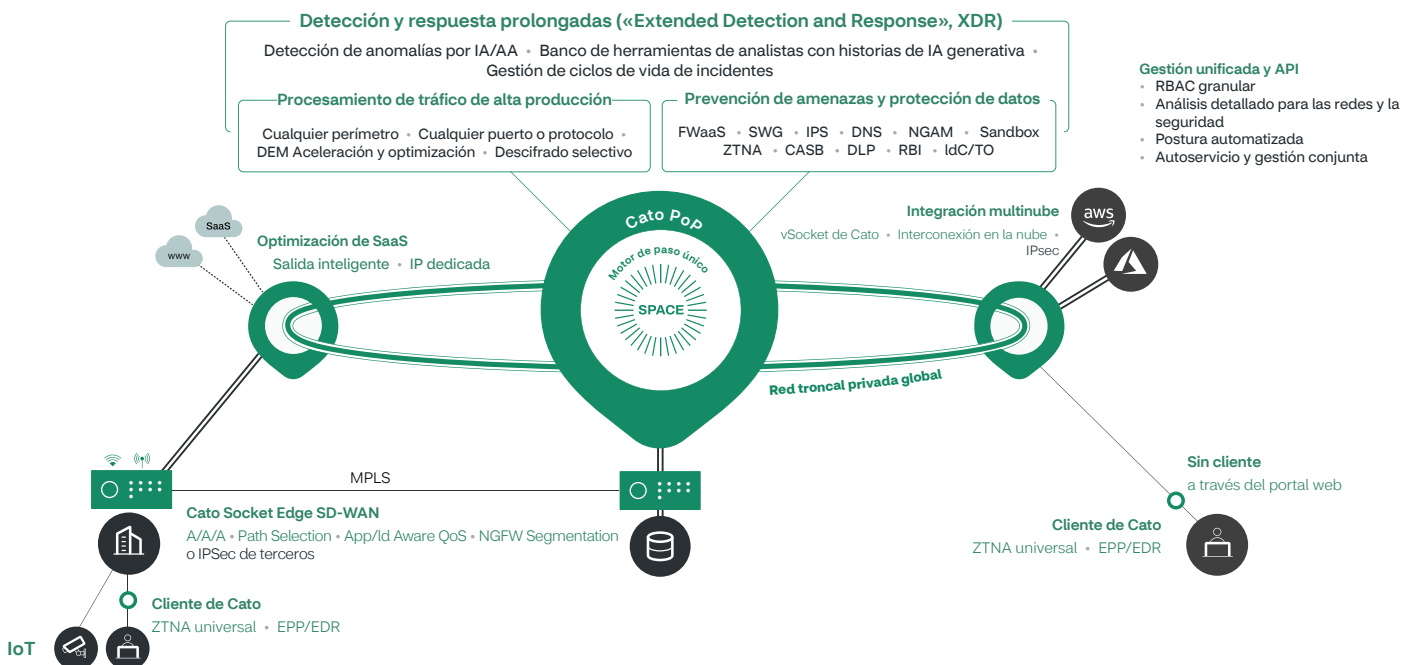 Detección y respuesta prolongadas («Extended Detection and Response», XDR)
Detección de anomalías por IA/AA • Banco de herramientas de analistas con historias de IA generativa •
Gestión de ciclos de vida de incidentes
Procesamiento de tráfico de alta producción
Cualquier perímetro • Cualquier puerto o protocolo •
DEM Aceleración y optimización • Descifrado selectivo
Prevención de amenazas y protección de datos
FWaaS • SWG • IPS • DNS • NGAM • Sandbox
ZTNA • CASB • DLP • RBI • IdC/TO
Gestión unificada y API
• RBAC granular
• Análisis detallado para las redes y la
seguridad
• Postura automatizada
• Autoservicio y gestión conjunta
SaaS
www
Optimización de SaaS
Salida inteligente • IP dedicada
Cato PoP
Motor de paso único
SPACE
Integración multinube
vSocket de Cato • Interconexión en la nube •
IPsec
aws
Red troncal privada global
MPLS
Cato Socket Edge SD-WAN
A/A/A • Path Selection • App/Id Aware QoS • NGFW Segmentation
o IPSec de terceros
Sin cliente
a través del portal web
Cliente de Cato
ZTNA universal • EPP/EDR
Cliente de Cato
ZTNA universal • EPP/EDR
IoT